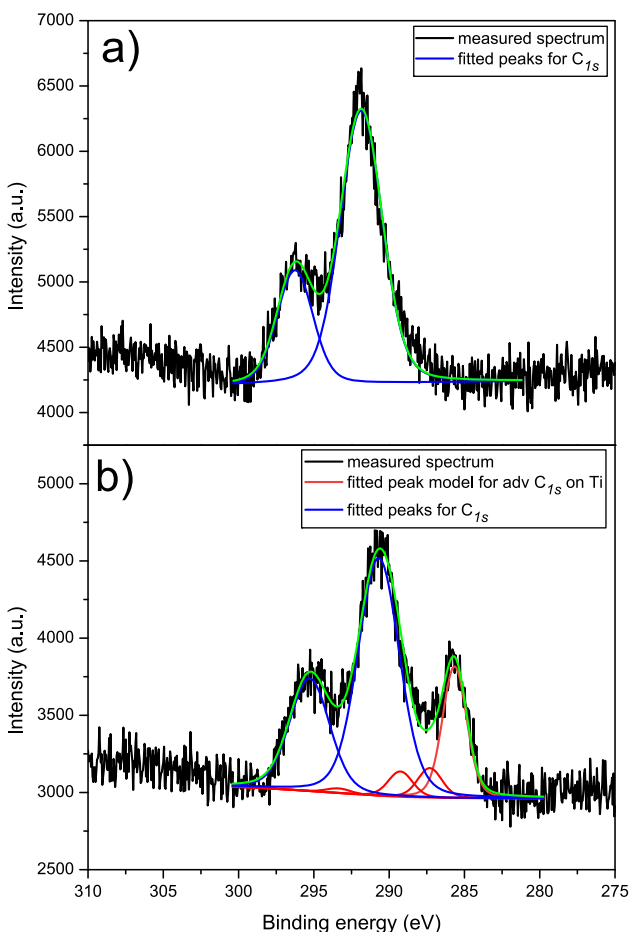 a)
measured spectrum
fitted peaks for C1s
7000
6500
6000
5500
5000
4500
4000
Intensity (a.u.)
b)
measured spectrum
fitted peak model for adv C1s on Ti
fitted peaks for C1s
5000
4500
4000
3500
3000
2500
Intensity (a.u.)
310 305 300 295 290 285 280 275
Binding energy (eV)